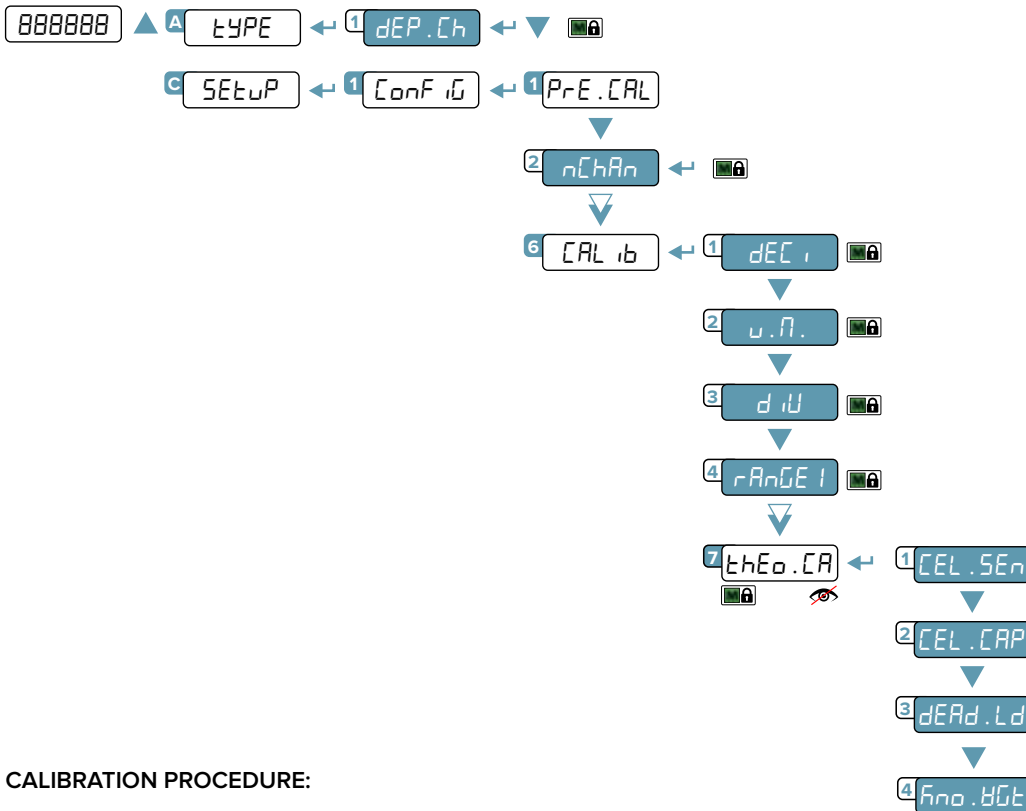 888888 A tYPE 1 dEP.Ch M
C SEtuP 1 ConFiG 1 PrE.CAL
2 nChAn M
6 CALib 1 dECi M
2 u.M. M
3 diU M
4 rAnGE1 M
7 thEo.CA 1 CEL.SEn
M
2 CEL.CAP
3 dEAd.Ld
CALIBRATION PROCEDURE:
4 kno.WGt